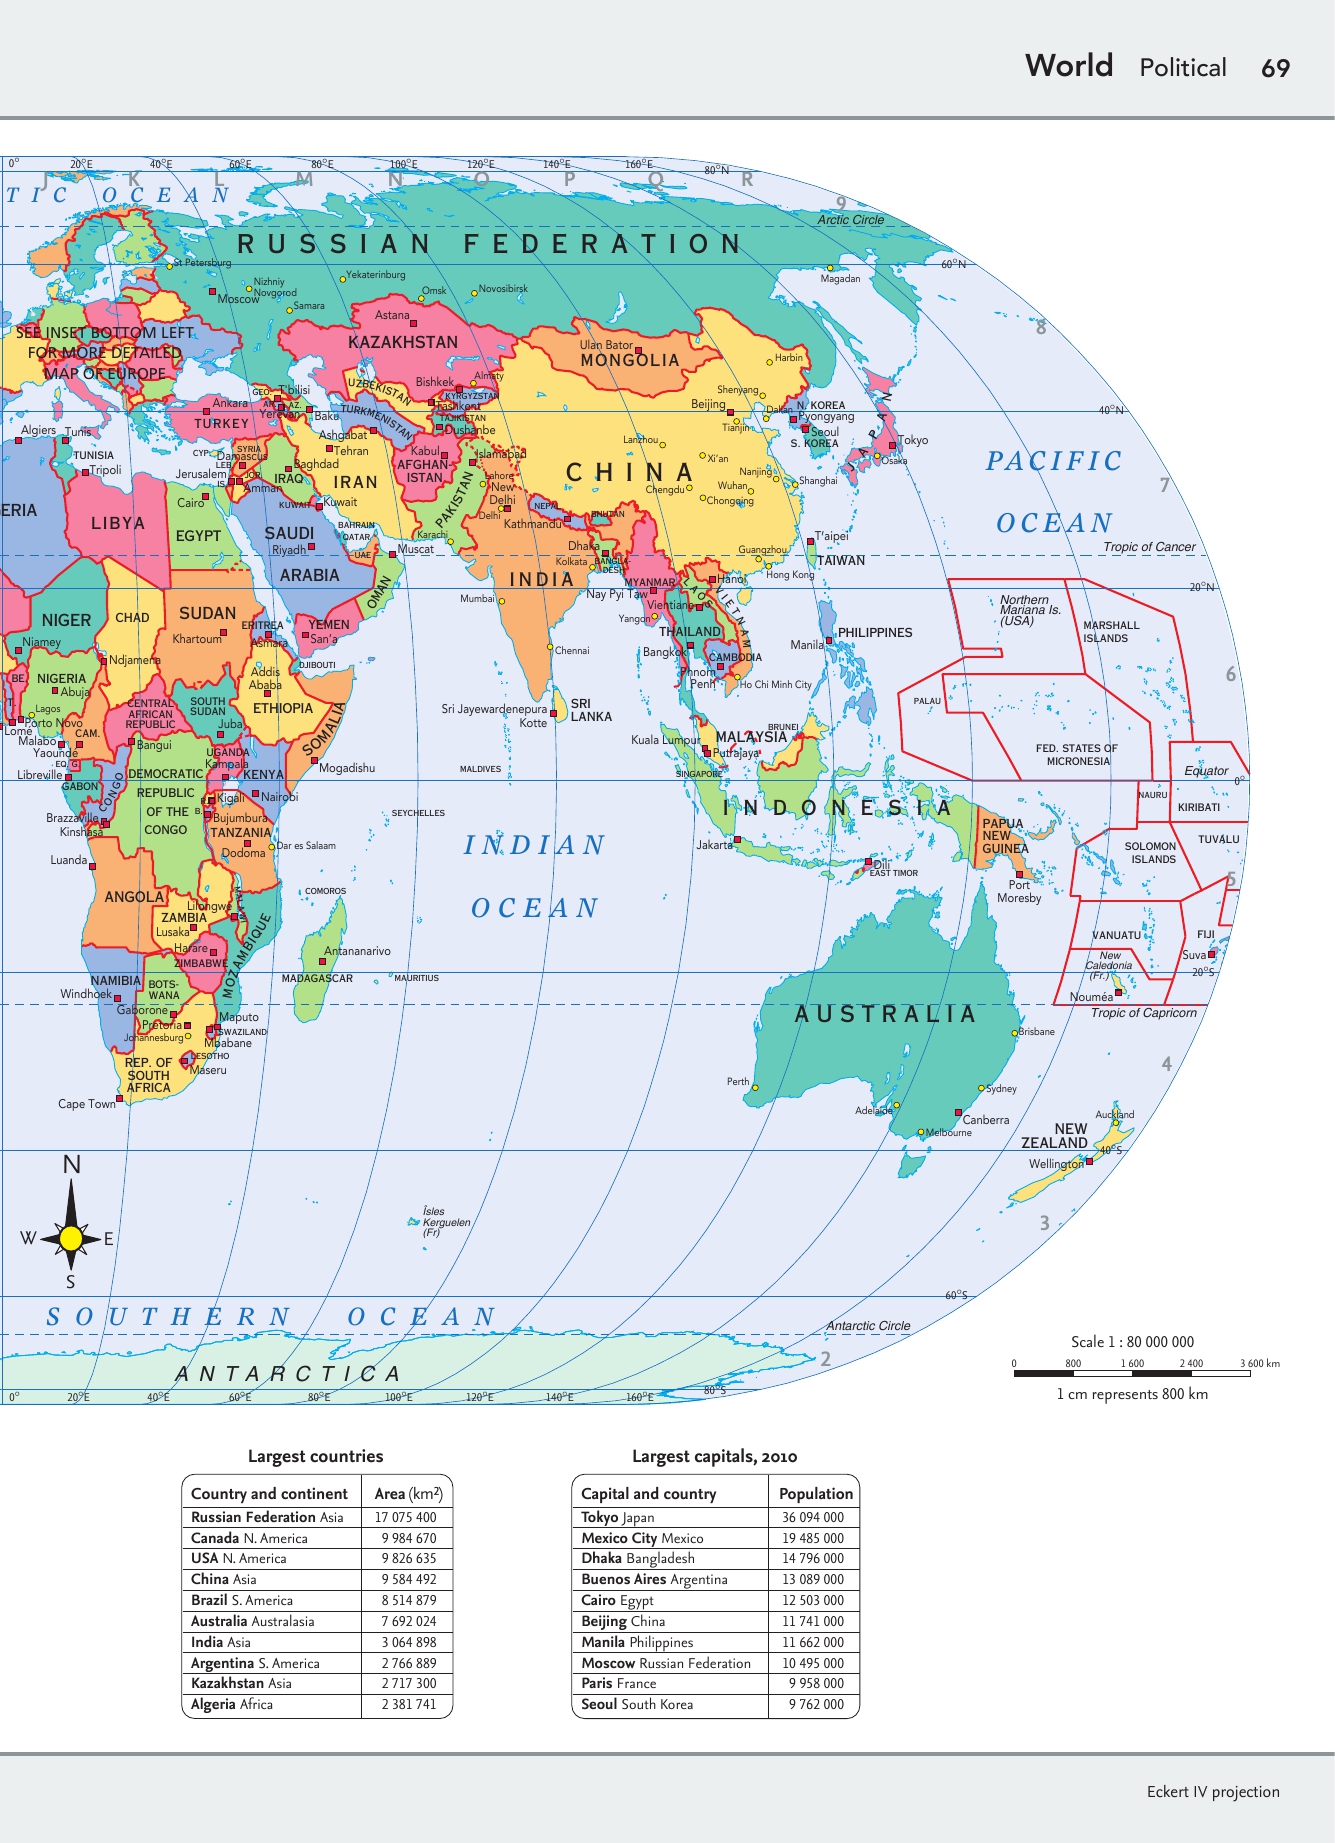 World Political 69
0°
20°E
40°E
60°E
80°E
100°E
120°E
140°E
160°E
80°N
J K L M N O P Q R
9
TIC OCEAN
Arctic Circle
RUSSIAN FEDERATION
60°N
St Petersburg
Nizhniy
Novgorod
Yekaterinburg
Omsk
Novosibirsk
Magadan
Moscow
Samara
Astana
8
SEE INSET BOTTOM LEFT
FOR MORE DETAILED
MAP OF EUROPE
KAZAKHSTAN
Ulan Bator
MONGOLIA
Harbin
Bishkek
Almaty
UZBEKISTAN
KYRGYZSTAN
Tashkent
Shenyang
Beijing
Dalian
N. KOREA
Pyongyang
Seoul
S. KOREA
Tianjin
40°N
JAPAN
Tokyo
Osaka
GEO.
T'bilisi
AR.
AZ.
Yerevan
Baku
Ankara
TURKEY
TURKMENISTAN
TAJIKISTAN
Dushanbe
Ashgabat
Tehran
Algiers
Tunis
TUNISIA
Tripoli
CYP.
SYRIA
Damascus
LEB.
Jerusalem
IS.
JOR.
Amman
Baghdad
IRAQ
IRAN
Kabul
AFGHAN-
ISTAN
Islamabad
Lahore
Lanzhou
Xi'an
CHINA
Nanjing
Shanghai
Wuhan
Chengdu
Chongqing
PACIFIC
OCEAN
7
ERIA
LIBYA
Cairo
EGYPT
KUWAIT
Kuwait
SAUDI
ARABIA
Riyadh
BAHRAIN
QATAR
UAE
Muscat
OMAN
PAKISTAN
Karachi
New
Delhi
Delhi
NEPAL
Kathmandu
BHUTAN
Dhaka
Kolkata
BANGLA-
DESH
INDIA
Mumbai
Chennai
Guangzhou
Hong Kong
T'aipei
TAIWAN
Tropic of Cancer
20°N
MYANMAR
Nay Pyi Taw
Yangon
Hanoi
LAOS
Vientiane
VIETNAM
THAILAND
Bangkok
CAMBODIA
Phnom
Penh
Ho Chi Minh City
Manila
PHILIPPINES
Northern
Mariana Is.
(USA)
MARSHALL
ISLANDS
6
PALAU
FED. STATES OF
MICRONESIA
NIGER
CHAD
SUDAN
Khartoum
ERITREA
Asmara
YEMEN
San'a
DJIBOUTI
Niamey
Ndjamena
BE.
T.
NIGERIA
Abuja
Lagos
Porto Novo
Lome
Malabo
CAM.
Yaoundé
EQ. G.
Libreville
GABON
CONGO
Brazzaville
Kinshasa
CENTRAL
AFRICAN
REPUBLIC
Bangui
SOUTH
SUDAN
Juba
Addis
Ababa
ETHIOPIA
SOMALIA
Mogadishu
UGANDA
Kampala
KENYA
Nairobi
DEMOCRATIC
REPUBLIC
OF THE
CONGO
R.
Kigali
B.
Bujumbura
TANZANIA
Dodoma
Dar es Salaam
Sri Jayewardenepura
Kotte
SRI
LANKA
MALDIVES
SEYCHELLES
Kuala Lumpur
MALAYSIA
Putrajaya
SINGAPORE
BRUNEI
INDONESIA
Jakarta
Dili
EAST TIMOR
PAPUA
NEW
GUINEA
Port
Moresby
Equator
0°
NAURU
KIRIBATI
SOLOMON
ISLANDS
TUVALU
5
INDIAN
OCEAN
Luanda
ANGOLA
ZAMBIA
Lusaka
Lilongwe
MALAWI
Harare
ZIMBABWE
MOZAMBIQUE
COMOROS
Antananarivo
MADAGASCAR
MAURITIUS
VANUATU
FIJI
Suva
New
Caledonia
(Fr.)
Nouméa
20°S
Tropic of Capricorn
NAMIBIA
Windhoek
BOTS-
WANA
Gaborone
Pretoria
Johannesburg
Maputo
SWAZILAND
Mbabane
LESOTHO
Maseru
REP. OF
SOUTH
AFRICA
Cape Town
AUSTRALIA
Brisbane
Perth
Adelaide
Sydney
Canberra
Melbourne
4
Auckland
NEW
ZEALAND
Wellington
40°S
3
N
W E
S
Îsles
Kerguelen
(Fr)
60°S
SOUTHERN OCEAN
Antarctic Circle
2
ANTARCTICA
0°
20°E
40°E
60°E
80°E
100°E
120°E
140°E
160°E
80°S
Scale 1 : 80 000 000
0 800 1 600 2 400 3 600 km
1 cm represents 800 km
Largest countries
Country and continent Area (km²)
Russian Federation Asia 17 075 400
Canada N. America 9 984 670
USA N. America 9 826 635
China Asia 9 584 492
Brazil S. America 8 514 879
Australia Australasia 7 692 024
India Asia 3 064 898
Argentina S. America 2 766 889
Kazakhstan Asia 2 717 300
Algeria Africa 2 381 741
Largest capitals, 2010
Capital and country Population
Tokyo Japan 36 094 000
Mexico City Mexico 19 485 000
Dhaka Bangladesh 14 796 000
Buenos Aires Argentina 13 089 000
Cairo Egypt 12 503 000
Beijing China 11 741 000
Manila Philippines 11 662 000
Moscow Russian Federation 10 495 000
Paris France 9 958 000
Seoul South Korea 9 762 000
Eckert IV projection